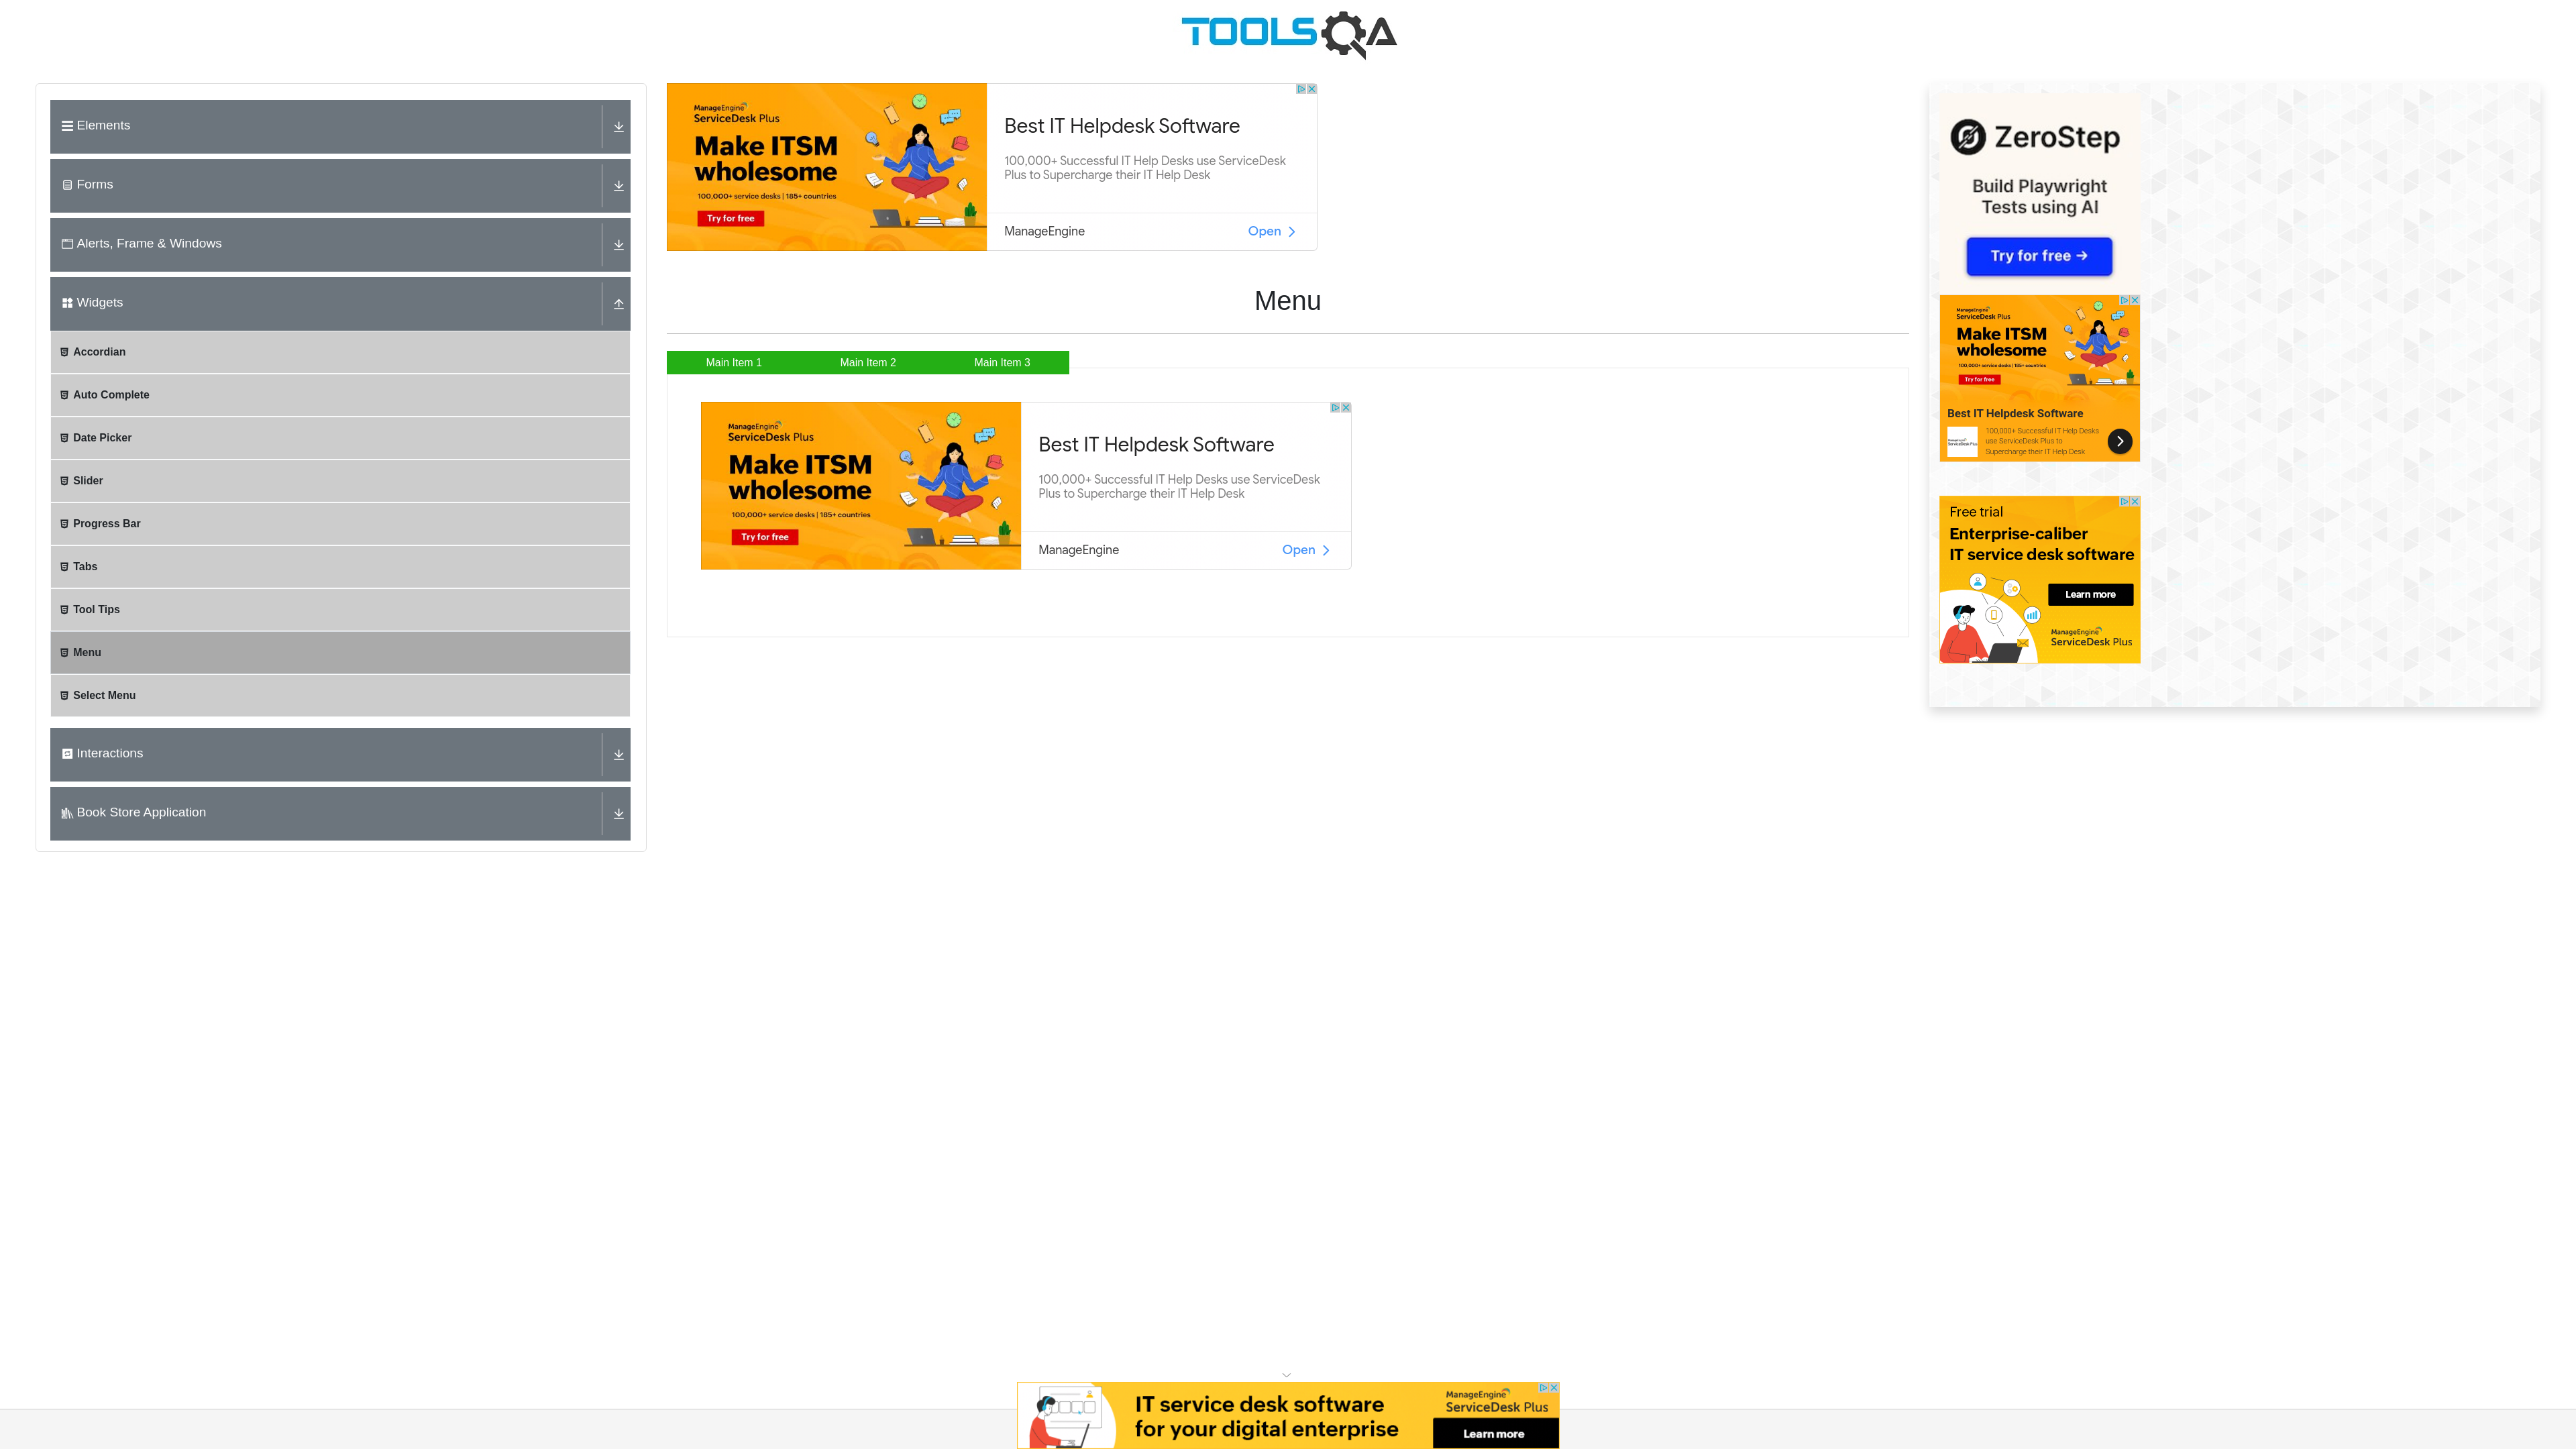 TOOLSQA
Elements
Forms
Alerts, Frame & Windows
Widgets
Accordian
Auto Complete
Date Picker
Slider
Progress Bar
Tabs
Tool Tips
Menu
Select Menu
Interactions
Book Store Application
ManageEngine
ServiceDesk Plus
Make ITSM
wholesome
100,000+ service desks | 185+ countries
Try for free
Best IT Helpdesk Software
100,000+ Successful IT Help Desks use ServiceDesk
Plus to Supercharge their IT Help Desk
ManageEngine
Open
Menu
Main Item 1
Main Item 2
Main Item 3
ManageEngine
ServiceDesk Plus
Make ITSM
wholesome
100,000+ service desks | 185+ countries
Try for free
Best IT Helpdesk Software
100,000+ Successful IT Help Desks use ServiceDesk
Plus to Supercharge their IT Help Desk
ManageEngine
Open
ZeroStep
Build Playwright
Tests using AI
Try for free →
ManageEngine
ServiceDesk Plus
Make ITSM
wholesome
100,000+ service desks | 185+ countries
Try for free
Best IT Helpdesk Software
100,000+ Successful IT Help Desks
use ServiceDesk Plus to
Supercharge their IT Help Desk
Free trial
Enterprise-caliber
IT service desk software
Learn more
ManageEngine
ServiceDesk Plus
IT service desk software
for your digital enterprise
ManageEngine
ServiceDesk Plus
Learn more